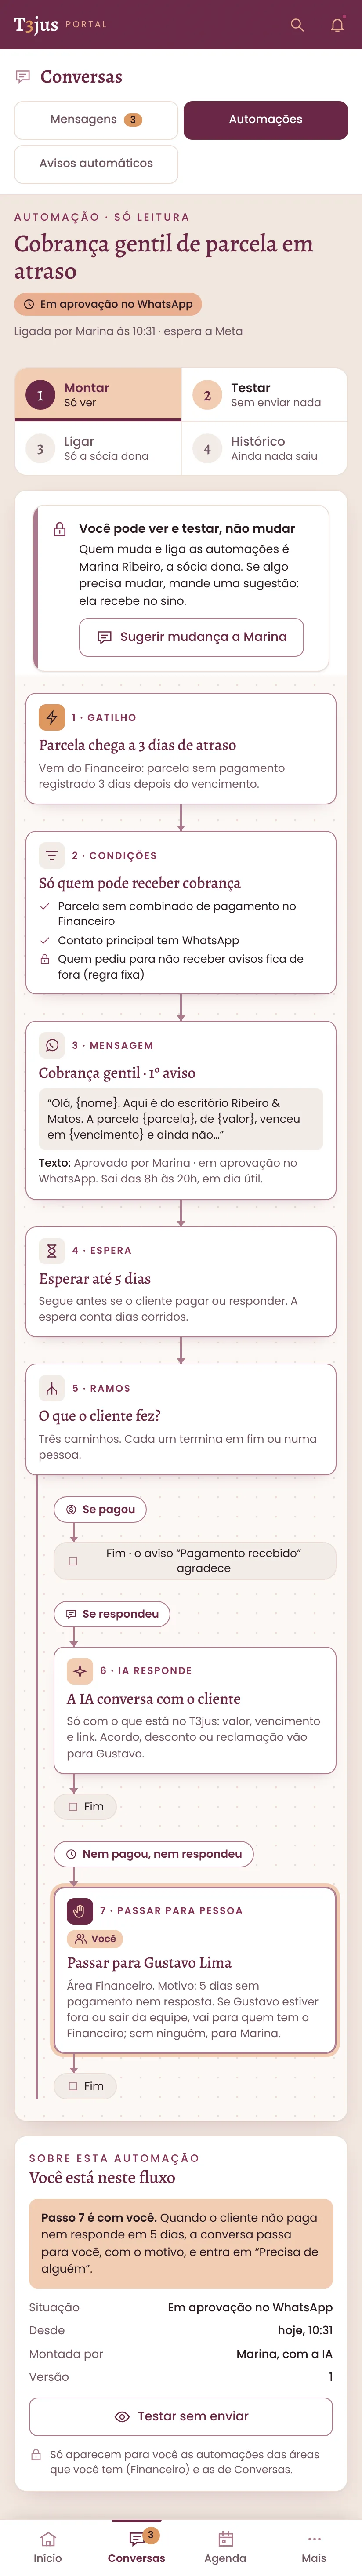 T3jus PORTAL
Conversas
Mensagens 3
Automações
Avisos automáticos
AUTOMAÇÃO · SÓ LEITURA
Cobrança gentil de parcela em
atraso
Em aprovação no WhatsApp
Ligada por Marina às 10:31 · espera a Meta
1 Montar
Só ver
2 Testar
Sem enviar nada
3 Ligar
Só a sócia dona
4 Histórico
Ainda nada saiu
Você pode ver e testar, não mudar
Quem muda e liga as automações é
Marina Ribeiro, a sócia dona. Se algo
precisa mudar, mande uma sugestão:
ela recebe no sino.
Sugerir mudança a Marina
1 · GATILHO
Parcela chega a 3 dias de atraso
Vem do Financeiro: parcela sem pagamento
registrado 3 dias depois do vencimento.
2 · CONDIÇÕES
Só quem pode receber cobrança
Parcela sem combinado de pagamento no
Financeiro
Contato principal tem WhatsApp
Quem pediu para não receber avisos fica de
fora (regra fixa)
3 · MENSAGEM
Cobrança gentil · 1º aviso
“Olá, {nome}. Aqui é do escritório Ribeiro &
Matos. A parcela {parcela}, de {valor}, venceu
em {vencimento} e ainda não…”
Texto: Aprovado por Marina · em aprovação no
WhatsApp. Sai das 8h às 20h, em dia útil.
4 · ESPERA
Esperar até 5 dias
Segue antes se o cliente pagar ou responder. A
espera conta dias corridos.
5 · RAMOS
O que o cliente fez?
Três caminhos. Cada um termina em fim ou numa
pessoa.
Se pagou
Fim · o aviso “Pagamento recebido”
agradece
Se respondeu
6 · IA RESPONDE
A IA conversa com o cliente
Só com o que está no T3jus: valor, vencimento
e link. Acordo, desconto ou reclamação vão
para Gustavo.
Fim
Nem pagou, nem respondeu
7 · PASSAR PARA PESSOA
Você
Passar para Gustavo Lima
Área Financeiro. Motivo: 5 dias sem
pagamento nem resposta. Se Gustavo estiver
fora ou sair da equipe, vai para quem tem o
Financeiro; sem ninguém, para Marina.
Fim
SOBRE ESTA AUTOMAÇÃO
Você está neste fluxo
Passo 7 é com você. Quando o cliente não paga
nem responde em 5 dias, a conversa passa
para você, com o motivo, e entra em “Precisa de
alguém”.
Situação Em aprovação no WhatsApp
Desde hoje, 10:31
Montada por Marina, com a IA
Versão 1
Testar sem enviar
Só aparecem para você as automações das áreas
que você tem (Financeiro) e as de Conversas.
3
Início Conversas Agenda Mais